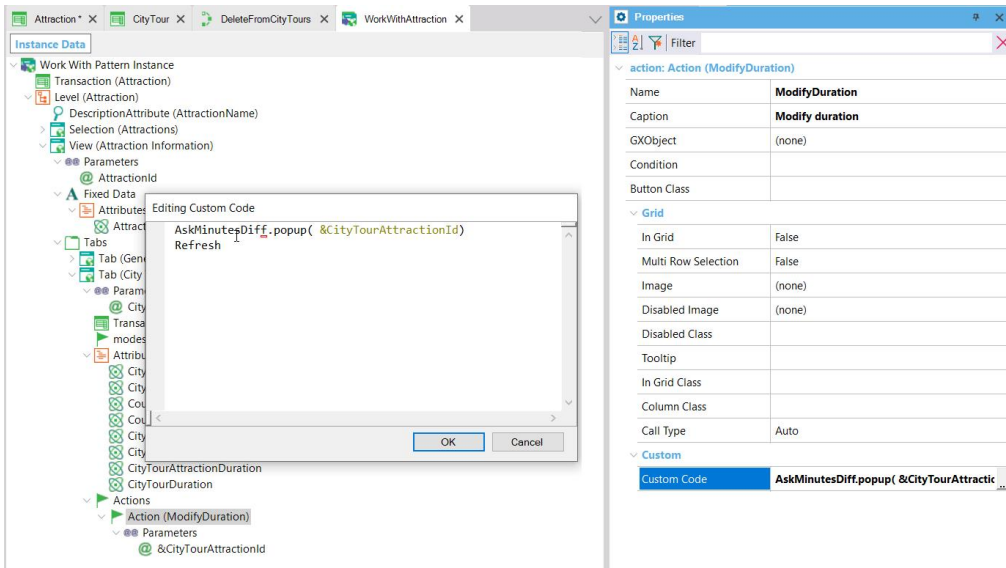 Attraction * X
CityTour X
DeleteFromCityTours X
WorkWithAttraction X
Instance Data
Work With Pattern Instance
Transaction (Attraction)
Level (Attraction)
DescriptionAttribute (AttractionName)
Selection (Attractions)
View (Attraction Information)
Parameters
AttractionId
Fixed Data
Attributes
Attract
Tabs
Tab (Gen
Tab (City
Param
City
Transa
modes
Attribu
City
City
Cou
Cou
City
City
CityTourAttractionDuration
CityTourDuration
Actions
Action (ModifyDuration)
Parameters
&CityTourAttractionId
Editing Custom Code
AskMinutesDiff.popup( &CityTourAttractionId)
Refresh
OK
Cancel
Properties
Filter
action: Action (ModifyDuration)
Name ModifyDuration
Caption Modify duration
GXObject (none)
Condition
Button Class
Grid
In Grid False
Multi Row Selection False
Image (none)
Disabled Image (none)
Disabled Class
Tooltip
In Grid Class
Column Class
Call Type Auto
Custom
Custom Code AskMinutesDiff.popup( &CityTourAttractic ...